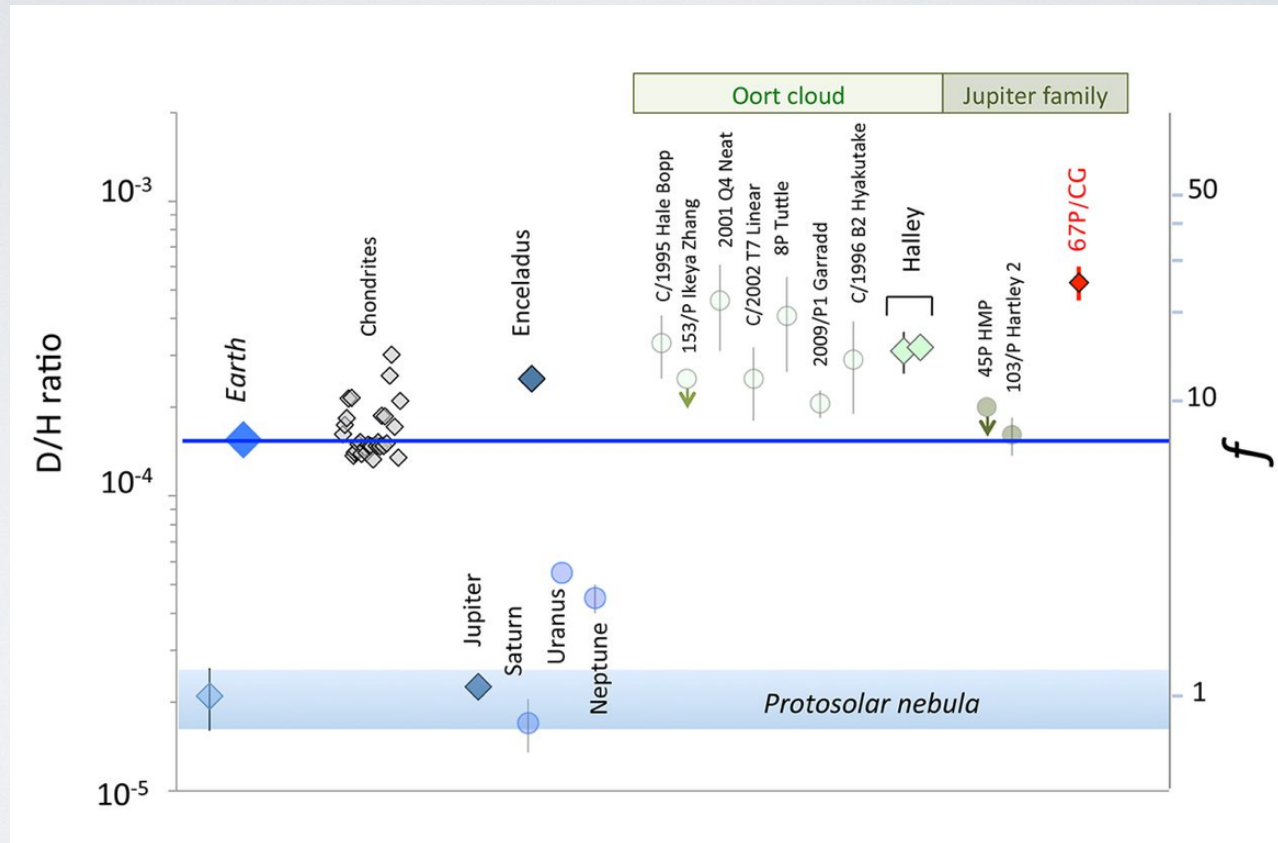 Oort cloud
Jupiter family
D/H ratio
10-3
10-4
10-5
Earth
Chondrites
Enceladus
C/1995 Hale Bopp
153/P Ikeya Zhang
2001 Q4 Neat
C/2002 T7 Linear
8P Tuttle
2009/P1 Garradd
C/1996 B2 Hyakutake
Halley
45P HMP
103/P Hartley 2
67P/CG
Jupiter
Saturn
Uranus
Neptune
Protosolar nebula
50
10
1
f